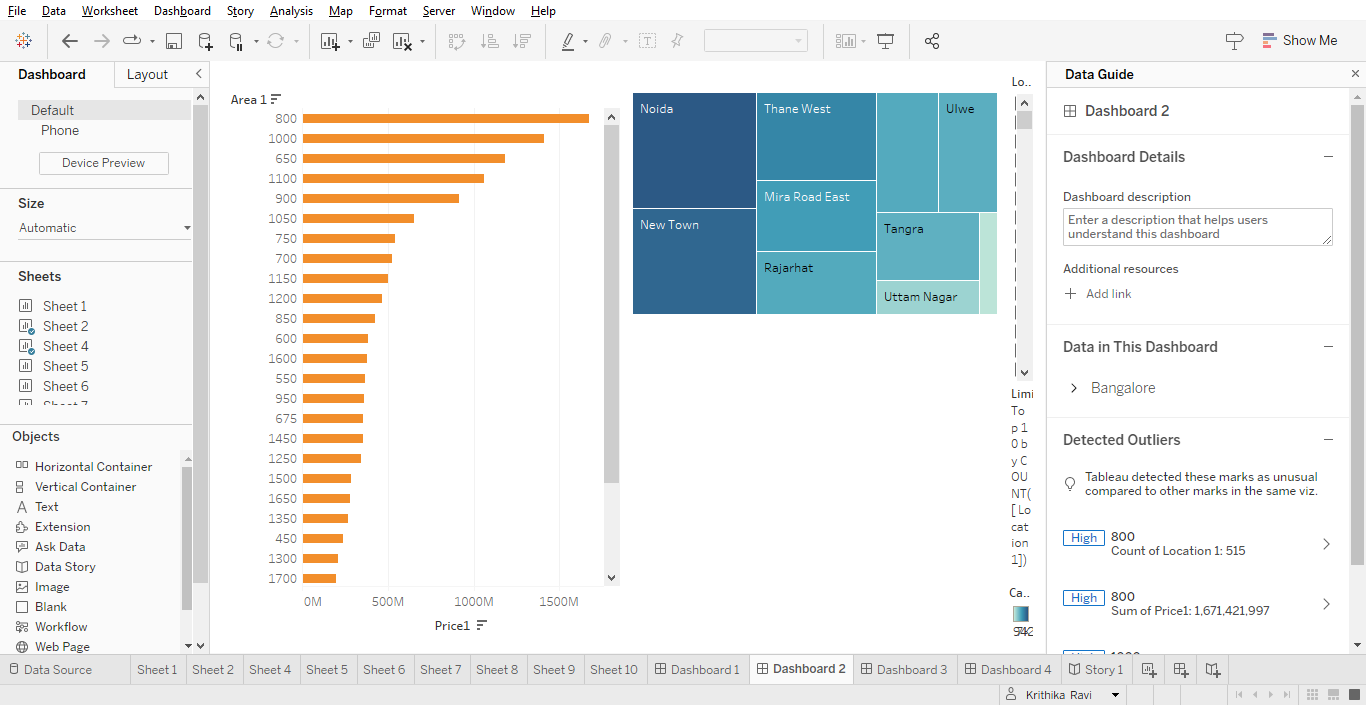 File Data Worksheet Dashboard Story Analysis Map Format Server Window Help
Show Me
Dashboard Layout
Default
Phone
Device Preview
Size
Automatic
Sheets
Sheet 1
Sheet 2
Sheet 4
Sheet 5
Sheet 6
Objects
Horizontal Container
Vertical Container
Text
Extension
Ask Data
Data Story
Image
Blank
Workflow
Web Page
Area 1
800
1000
650
1100
900
1050
750
700
1150
1200
850
600
1600
550
950
675
1450
1250
1500
1650
1350
450
1300
1700
0M 500M 1000M 1500M
Price1
Noida
Thane West
Ulwe
Mira Road East
New Town
Tangra
Rajarhat
Uttam Nagar
Lo..
Limi
To
p 1
0 b
y C
OU
NT(
[Lo
cat
ion
1])
Ca..
Data Guide
Dashboard 2
Dashboard Details
Dashboard description
Enter a description that helps users
understand this dashboard
Additional resources
Add link
Data in This Dashboard
Bangalore
Detected Outliers
Tableau detected these marks as unusual
compared to other marks in the same viz.
High 800
Count of Location 1: 515
High 800
Sum of Price1: 1,671,421,997
Data Source Sheet 1 Sheet 2 Sheet 4 Sheet 5 Sheet 6 Sheet 7 Sheet 8 Sheet 9 Sheet 10 Dashboard 1 Dashboard 2 Dashboard 3 Dashboard 4 Story 1
Krithika Ravi